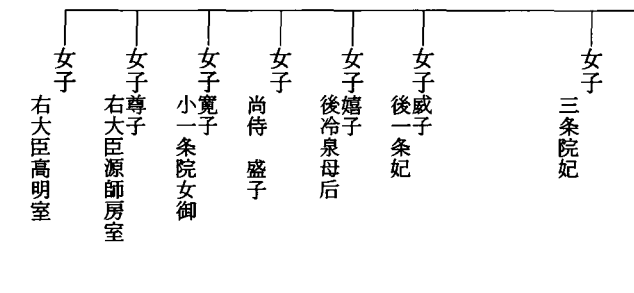 女子
三条院妃
女子
威子
後一条妃
女子
嬉子
後冷泉母后
女子
尚侍 盛子
女子
寛子
小一条院女御
女子
尊子
右大臣源師房室
女子
右大臣高明室